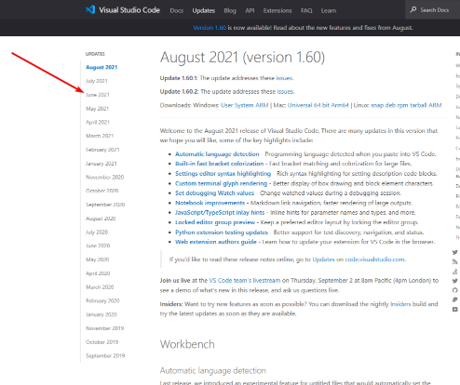 Visual Studio Code Docs Updates Blog API Extensions FAQ Learn Search Docs
Version 1.60 is now available! Read about the new features and fixes from August.
UPDATES
August 2021
July 2021
June 2021
May 2021
April 2021
March 2021
February 2021
January 2021
November 2020
October 2020
September 2020
August 2020
July 2020
June 2020
May 2020
April 2020
March 2020
February 2020
January 2020
November 2019
October 2019
September 2019
August 2021 (version 1.60)
Update 1.60.1: The update addresses these issues.
Update 1.60.2: The update addresses these issues.
Downloads: Windows: User System ARM | Mac: Universal 64 bit Arm64 | Linux: snap deb rpm tarball ARM
Welcome to the August 2021 release of Visual Studio Code. There are many updates in this version that
we hope you will like, some of the key highlights include:
• Automatic language detection - Programming language detected when you paste into VS Code.
• Built-in fast bracket colorization - Fast bracket matching and colorization for large files.
• Settings editor syntax highlighting - Rich syntax highlighting for setting description code blocks.
• Custom terminal glyph rendering - Better display of box drawing and block element characters.
• Set debugging Watch values - Change watched values during a debugging session.
• Notebook improvements - Markdown link navigation, faster rendering of large outputs.
• JavaScript/TypeScript inlay hints - Inline hints for parameter names and types, and more.
• Locked editor group preview - Keep a preferred editor layout by locking the editor group.
• Python extension testing updates - Better support for test discovery, navigation, and status.
• Web extension authors guide - Learn how to update your extension for VS Code in the browser.
If you'd like to read these release notes online, go to Updates on code.visualstudio.com.
Join us live at the VS Code team's livestream on Thursday, September 2 at 8am Pacific (4pm London) to
see a demo of what's new in this release, and ask us questions live.
Insiders: Want to try new features as soon as possible? You can download the nightly Insiders build and
try the latest updates as soon as they are available.
Workbench
Automatic language detection
Last release, we introduced an experimental feature for untitled files that would automatically set the